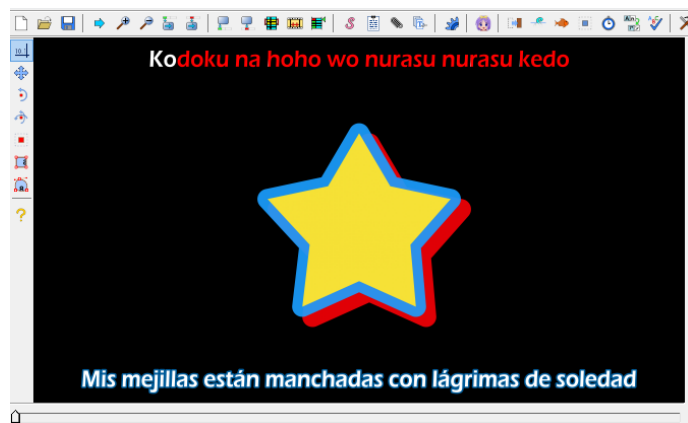 Kodoku na hoho wo nurasu nurasu kedo
Mis mejillas están manchadas con lágrimas de soledad